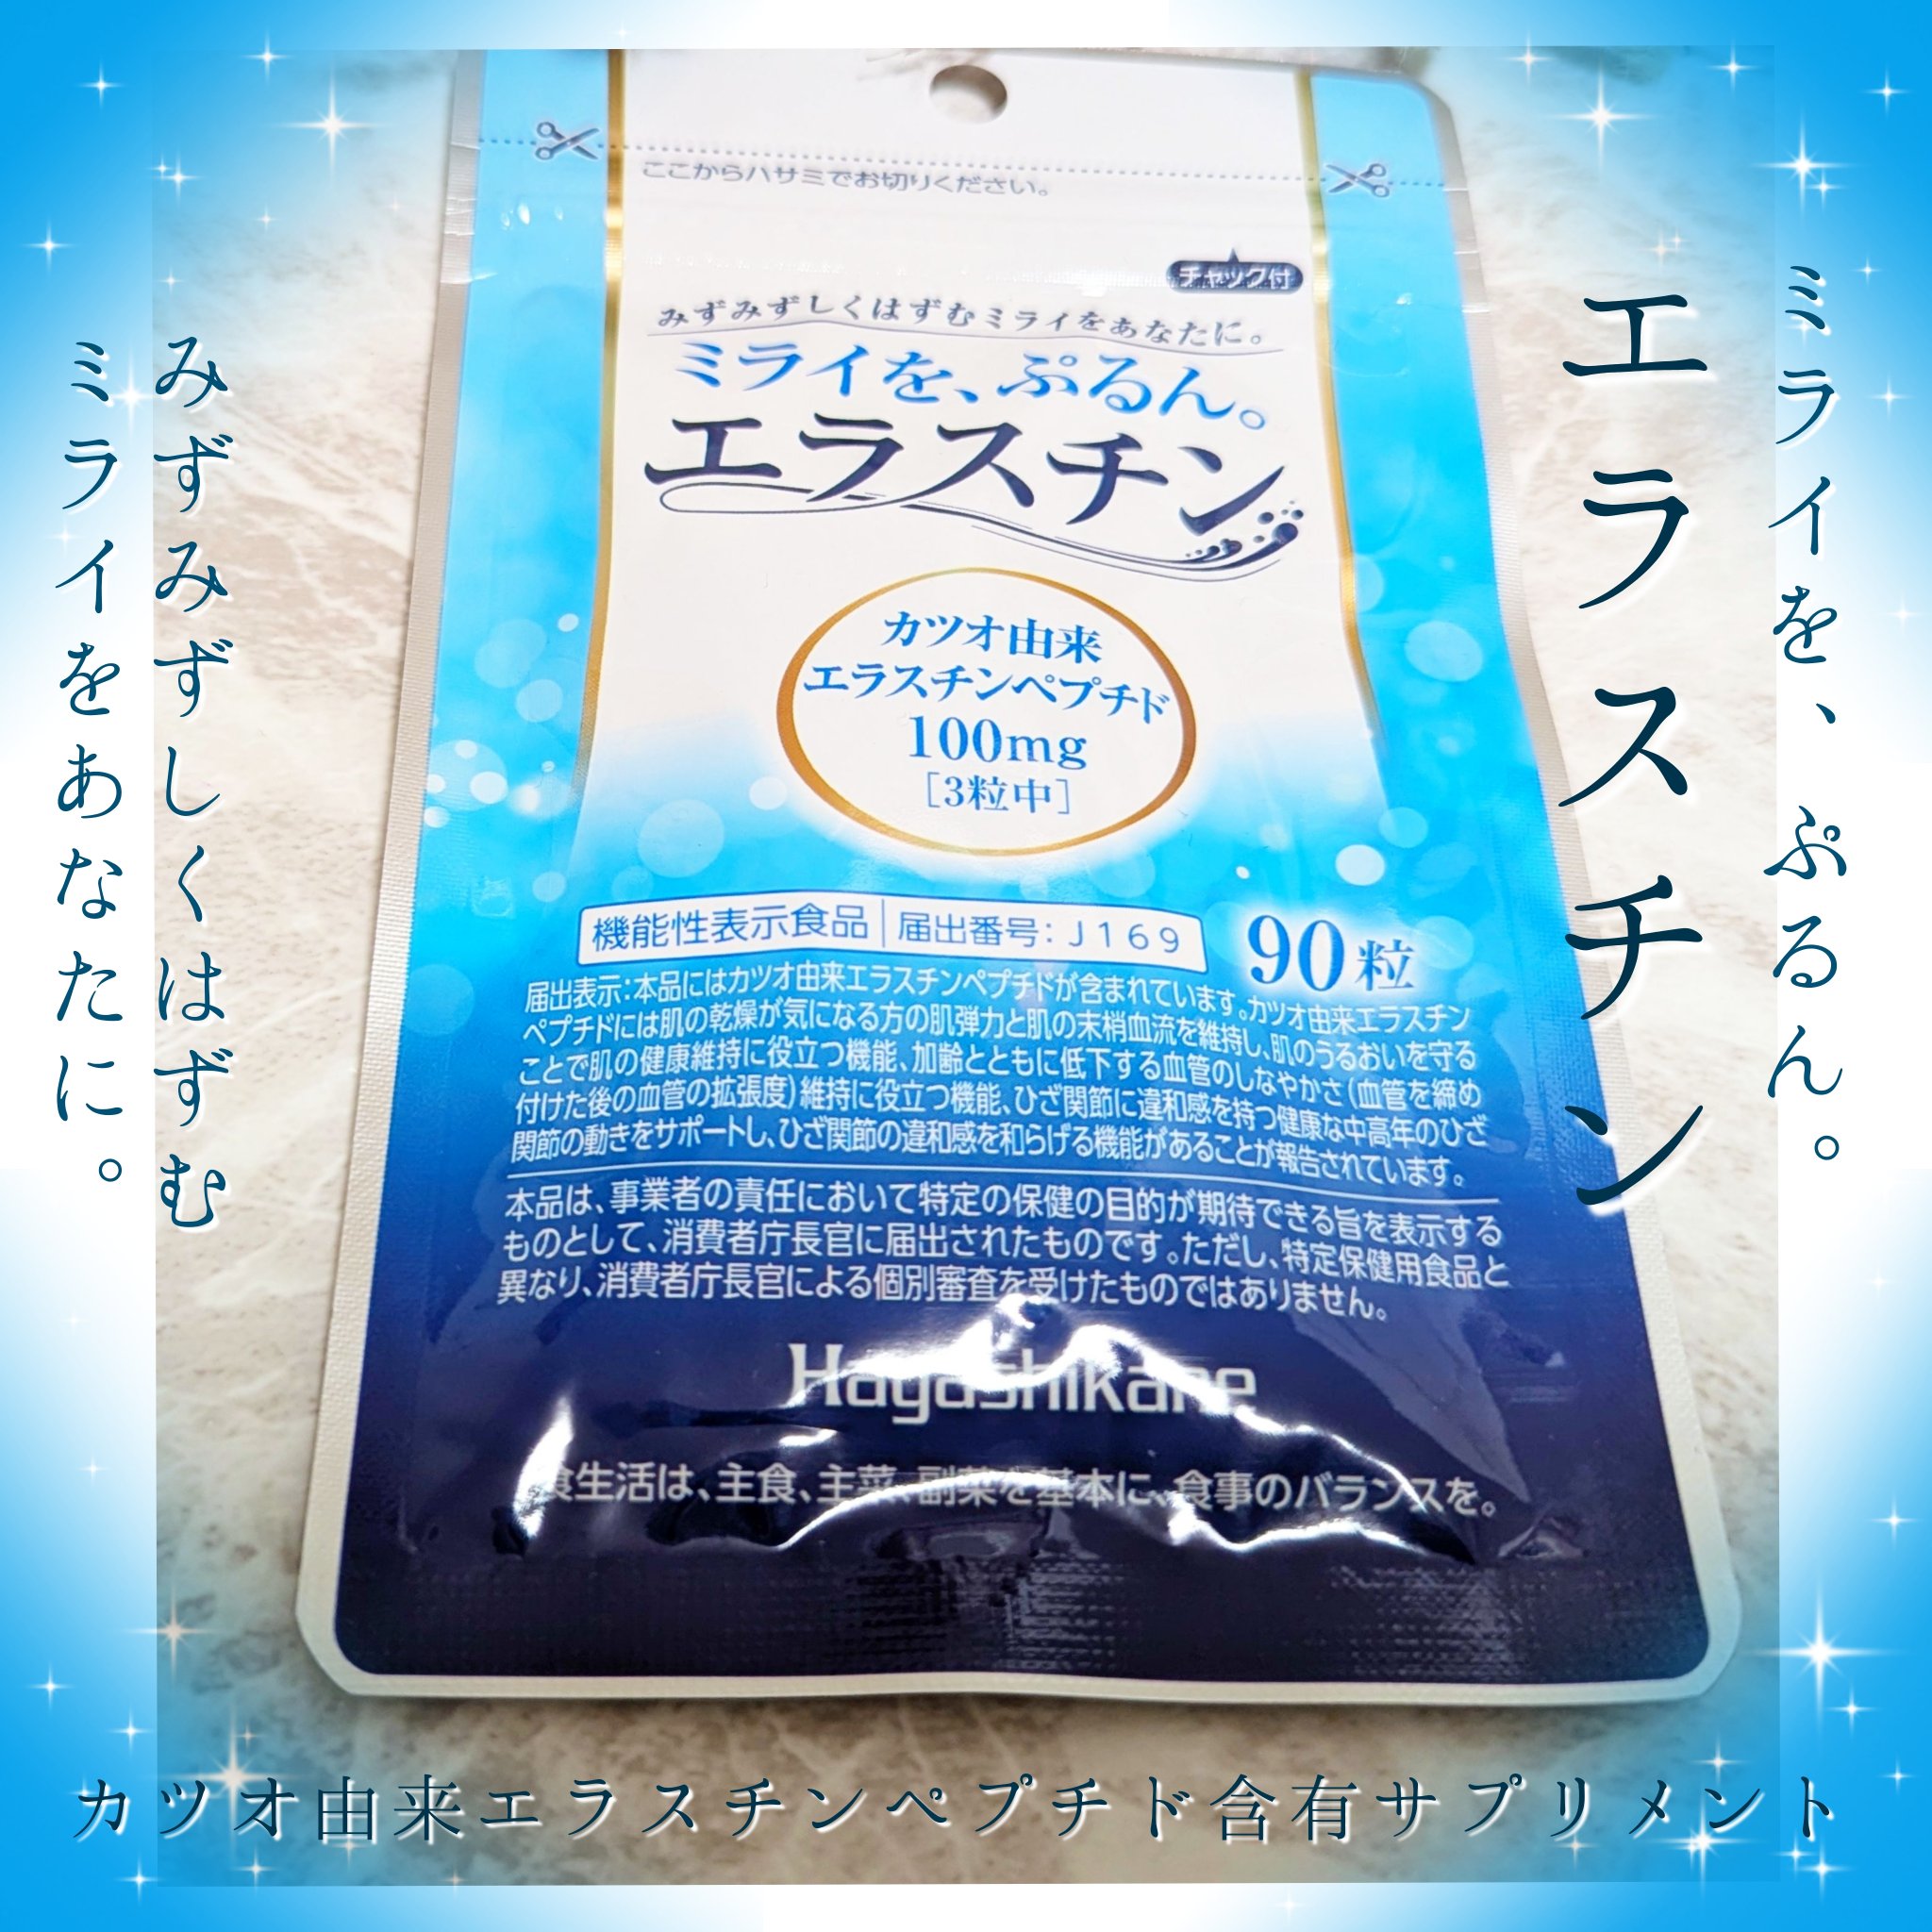 ミライを、ぷるん。
エラスチン
みずみずしくはずむ
ミライをあなたに。
ここからハサミでお切りください。
チャック付
みずみずしくはずむミライをあなたに。
ミライを、ぷるん。
エラスチン
カツオ由来
エラスチンペプチド
100mg
[3粒中]
機能性表示食品 届出番号:J169
90粒
届出表示:本品にはカツオ由来エラスチンペプチドが含まれています。カツオ由来エラスチン
ペプチドには肌の乾燥が気になる方の肌弾力と肌の末梢血流を維持し、肌のうるおいを守る
ことで肌の健康維持に役立つ機能、加齢とともに低下する血管のしなやかさ(血管を締め
付けた後の血管の拡張度)維持に役立つ機能、ひざ関節に違和感を持つ健康な中高年のひざ
関節の動きをサポートし、ひざ関節の違和感を和らげる機能があることが報告されています。
本品は、事業者の責任において特定の保健の目的が期待できる旨を表示する
ものとして、消費者庁長官に届出されたものです。ただし、特定保健用食品と
異なり、消費者庁長官による個別審査を受けたものではありません。
Hayashikane
食生活は、主食、主菜、副菜を基本に、食事のバランスを。
カツオ由来エラスチンペプチド含有サプリメント